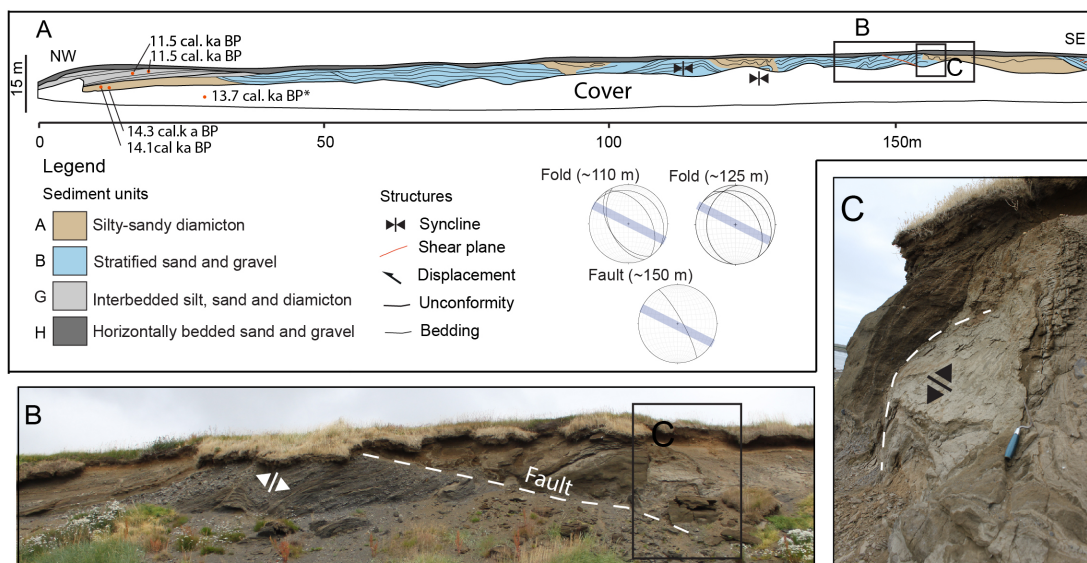 A
NW
11.5 cal. ka BP
11.5 cal. ka BP
B
SE
C
15 m
13.7 cal. ka BP*
Cover
14.3 cal.k a BP
14.1cal ka BP
0
50
100
150m
Legend
Sediment units
A Silty-sandy diamicton
B Stratified sand and gravel
G Interbedded silt, sand and diamicton
H Horizontally bedded sand and gravel
Structures
Syncline
Shear plane
Displacement
Unconformity
Bedding
Fold (~110 m)
Fold (~125 m)
Fault (~150 m)
C
B
C
Fault